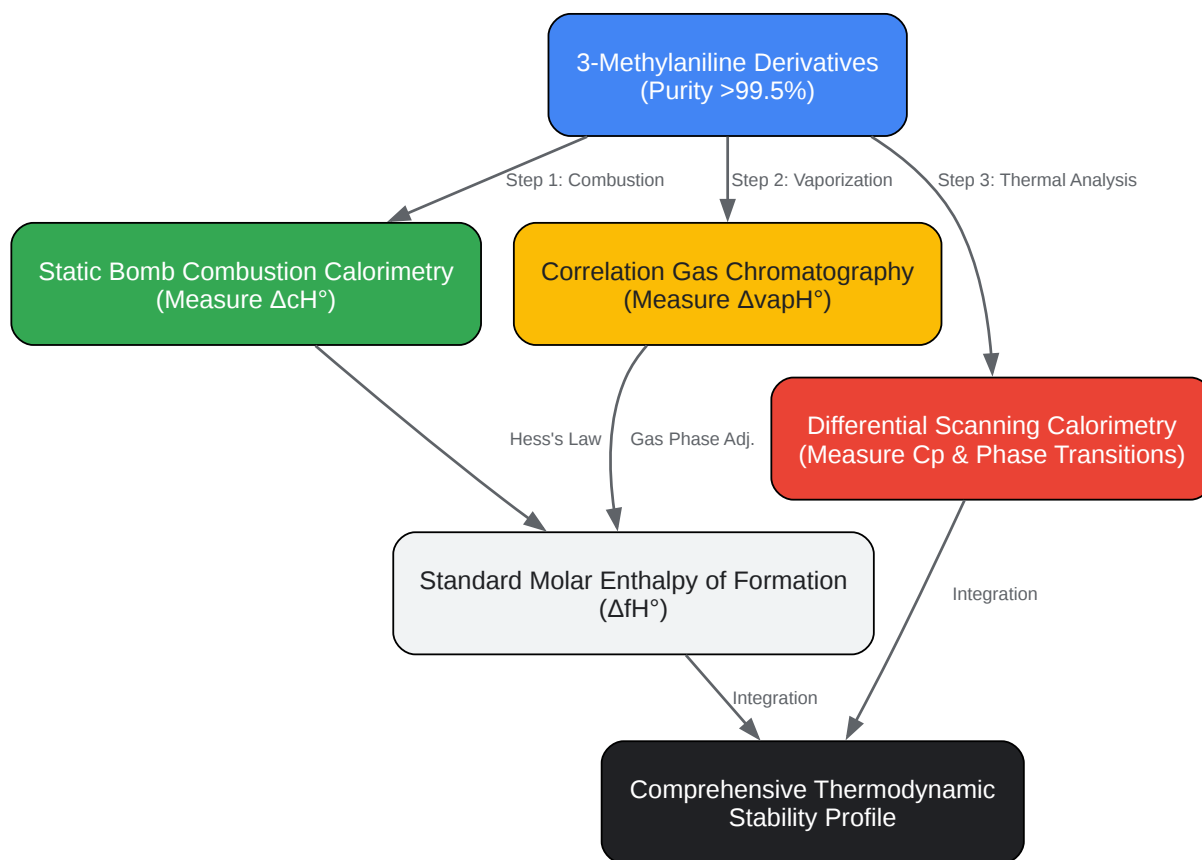 3-Methylaniline Derivatives
(Purity >99.5%)
Step 1: Combustion
Step 2: Vaporization
Step 3: Thermal Analysis
Static Bomb Combustion Calorimetry
(Measure ΔcH°)
Correlation Gas Chromatography
(Measure ΔvapH°)
Differential Scanning Calorimetry
(Measure Cp & Phase Transitions)
Hess's Law
Gas Phase Adj.
Standard Molar Enthalpy of Formation
(ΔfH°)
Integration
Integration
Comprehensive Thermodynamic
Stability Profile